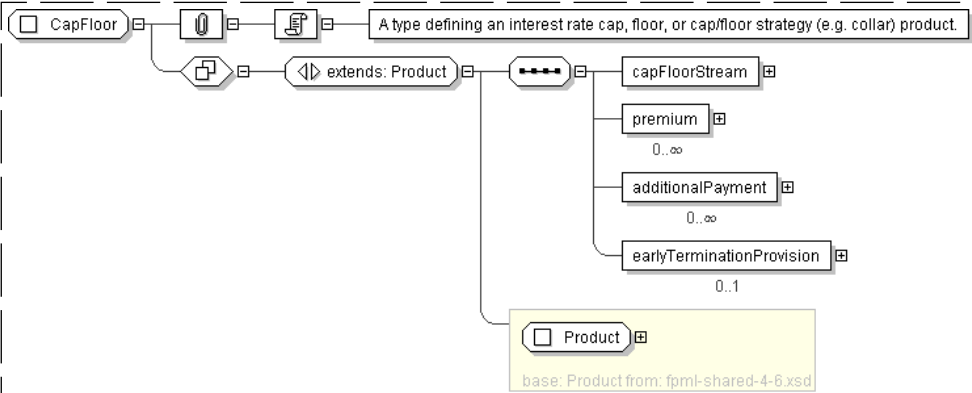 CapFloor
A type defining an interest rate cap, floor, or cap/floor strategy (e.g. collar) product.
extends: Product
capFloorStream
premium
0..∞
additionalPayment
0..∞
earlyTerminationProvision
0..1
Product
base: Product from: fpml-shared-4-6.xsd